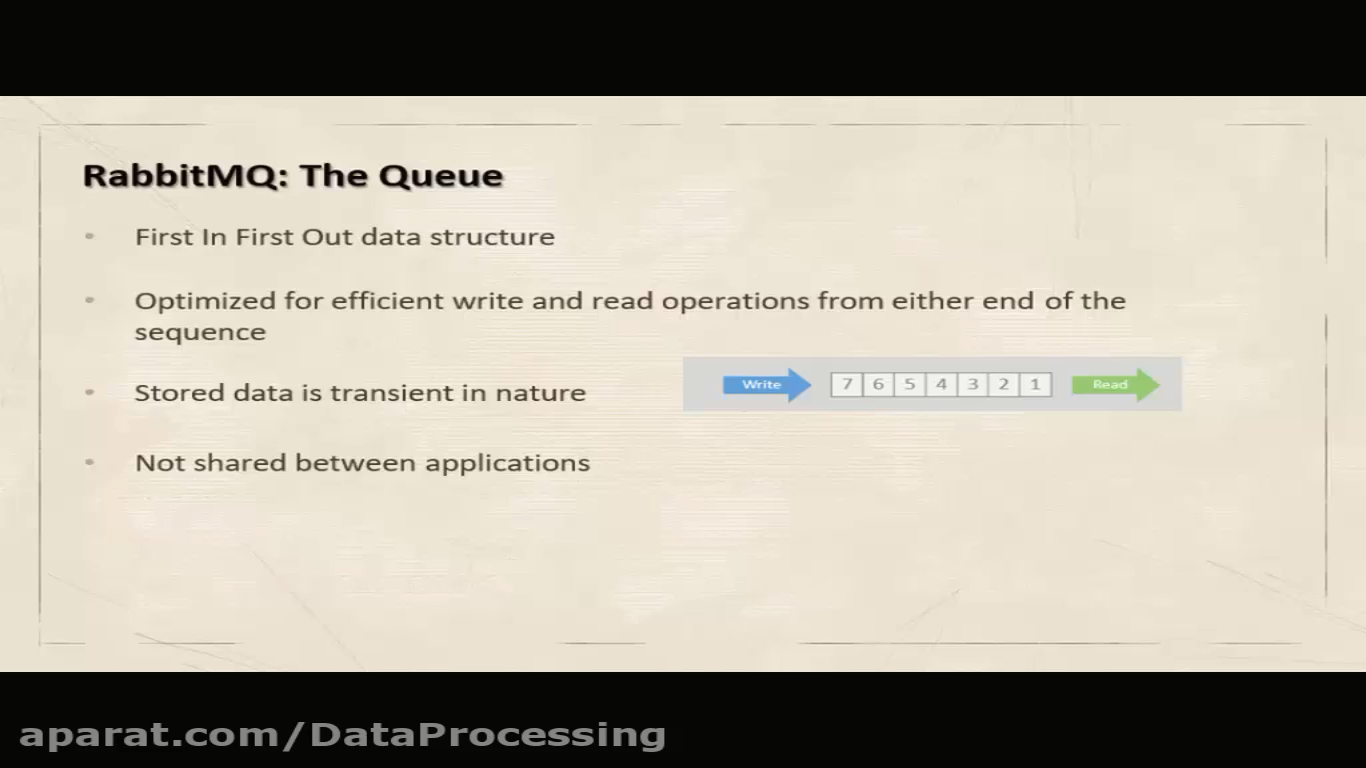 RabbitMQ: The Queue
• First In First Out data structure
• Optimized for efficient write and read operations from either end of the
sequence
• Stored data is transient in nature
Write 7 6 5 4 3 2 1 Read
• Not shared between applications
aparat.com/DataProcessing